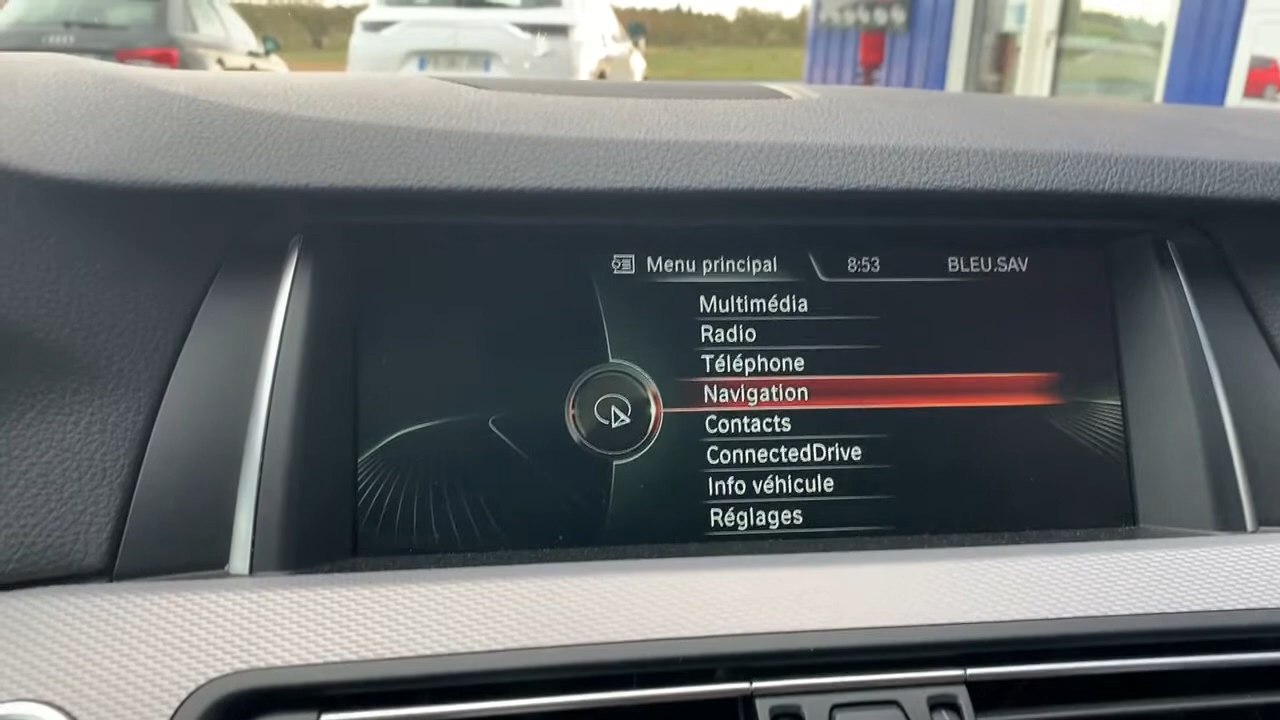 Menu principal 8:53 BLEU.SAV
Multimédia
Radio
Téléphone
Navigation
Contacts
ConnectedDrive
Info véhicule
Réglages